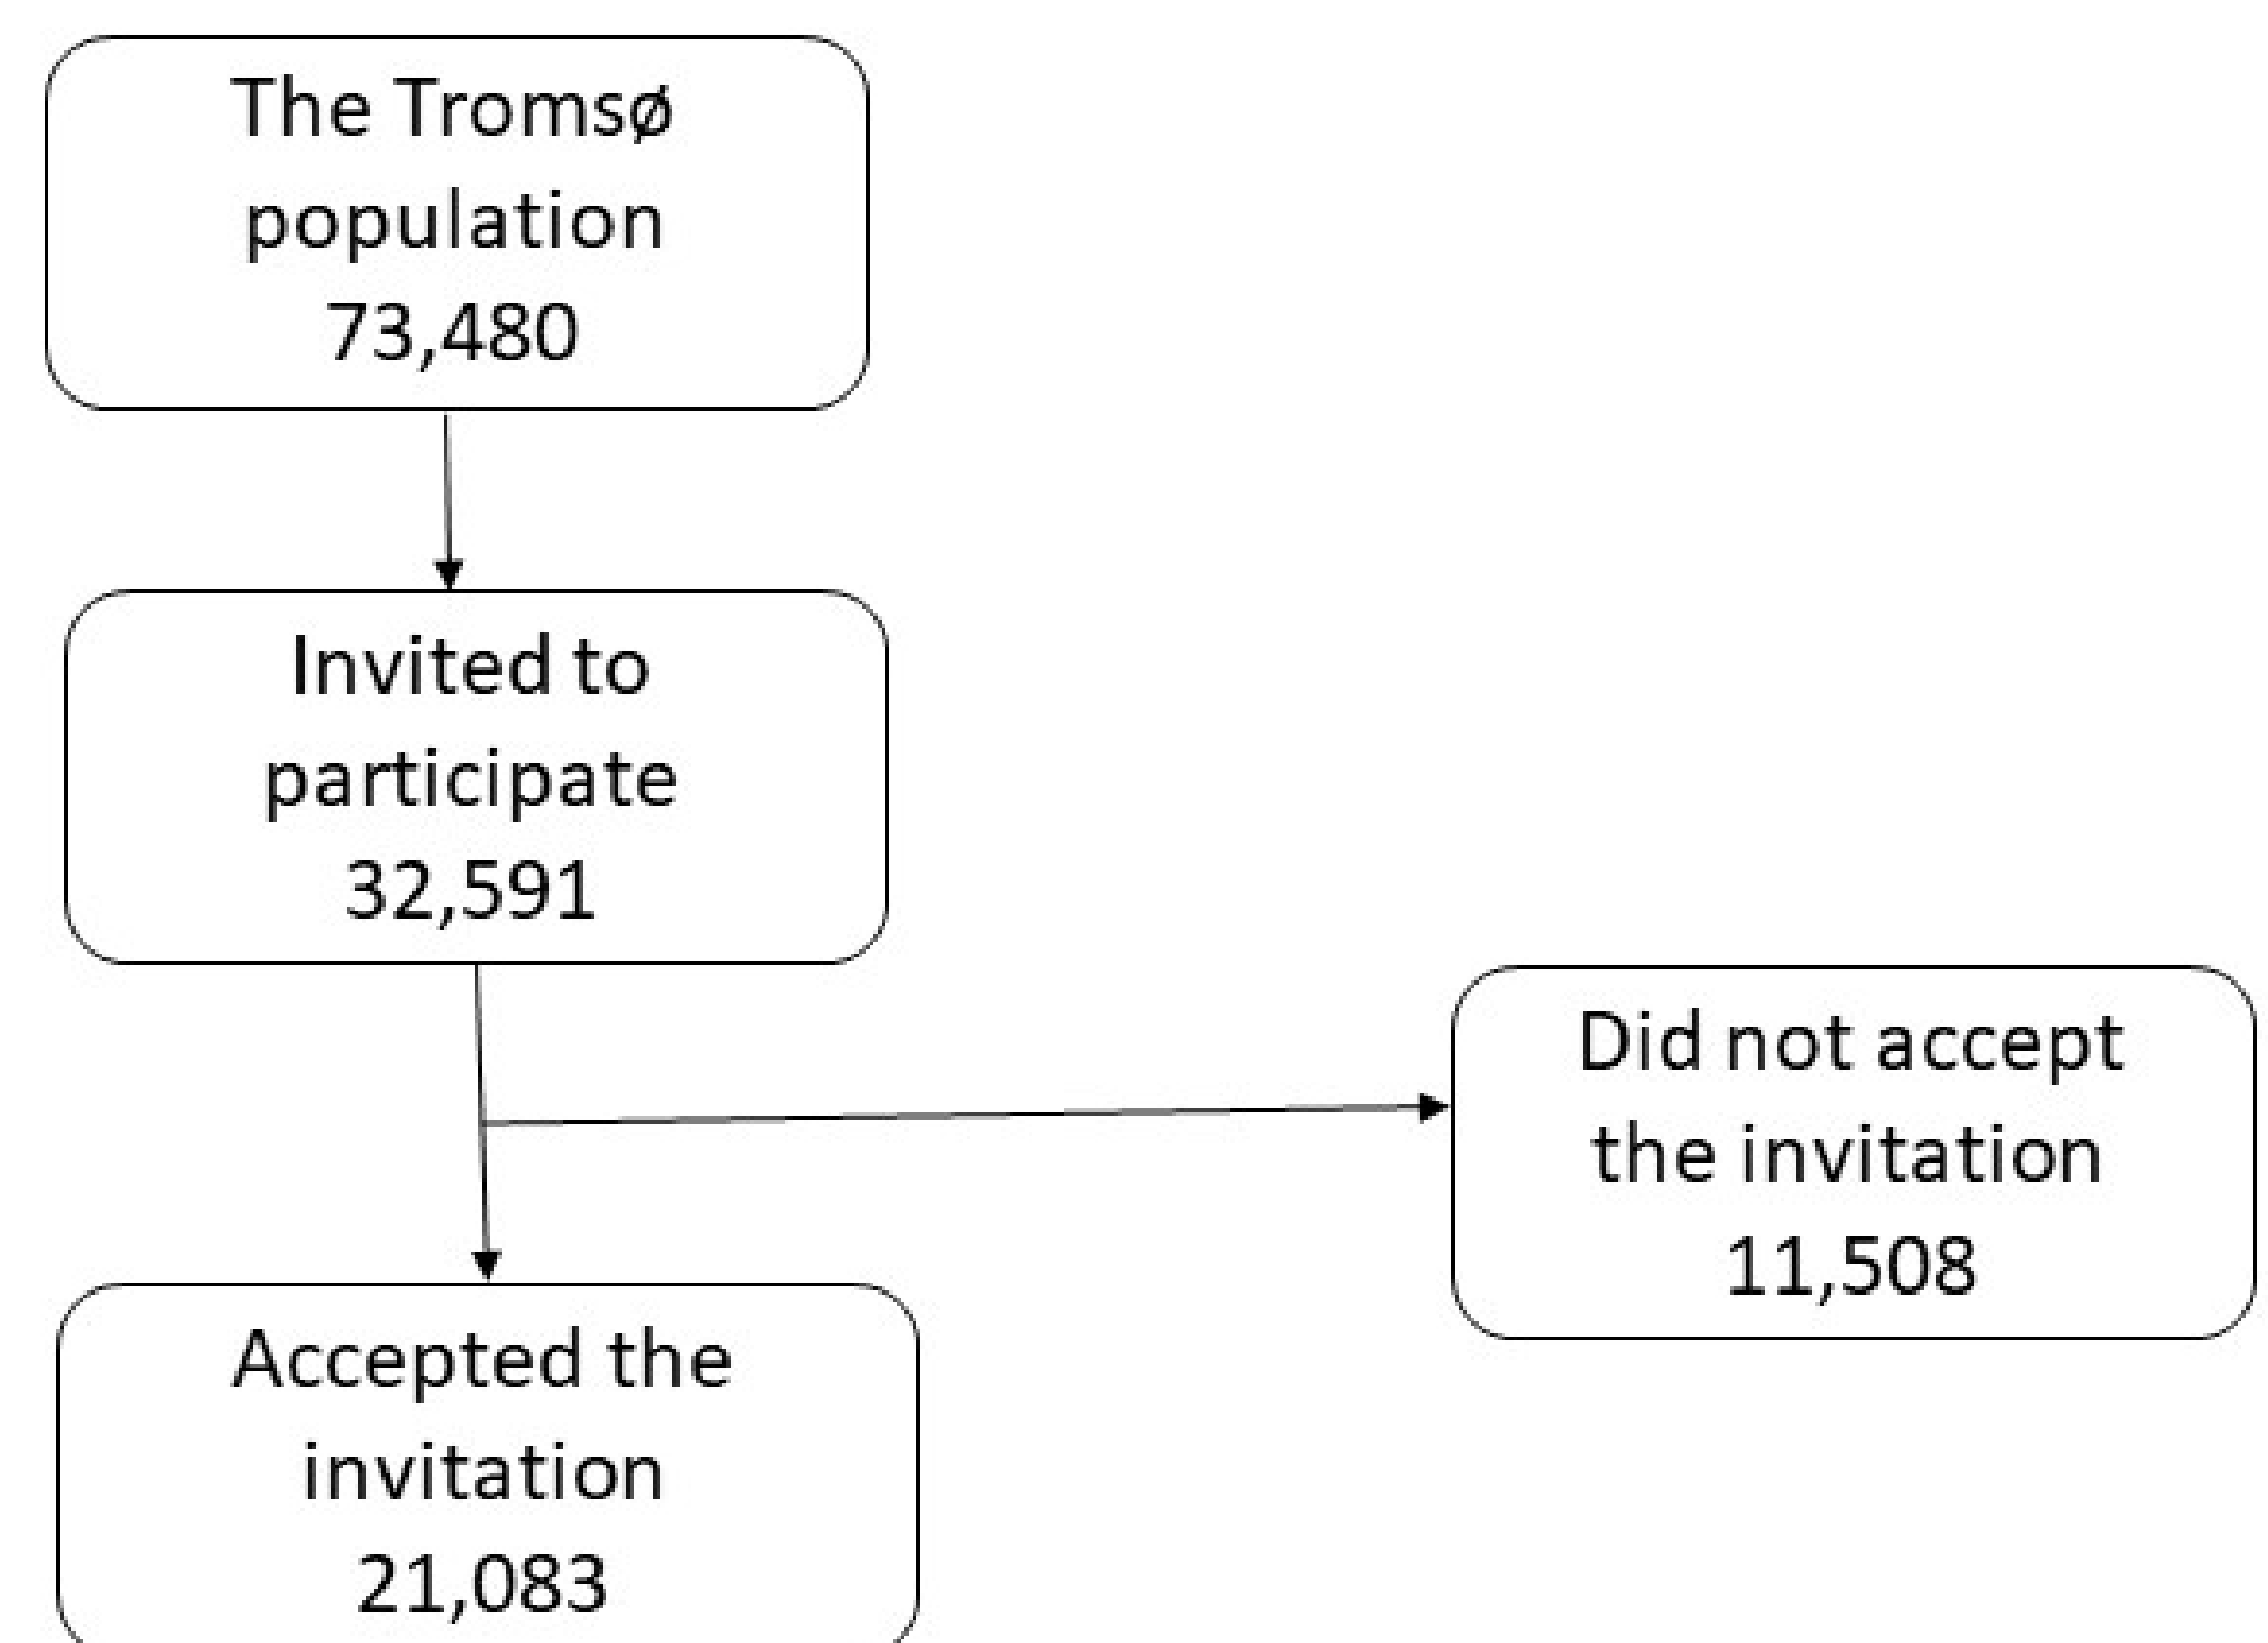 The Tromsø
population
73,480
Invited to
participate
32,591
Did not accept
the invitation
11,508
Accepted the
invitation
21,083